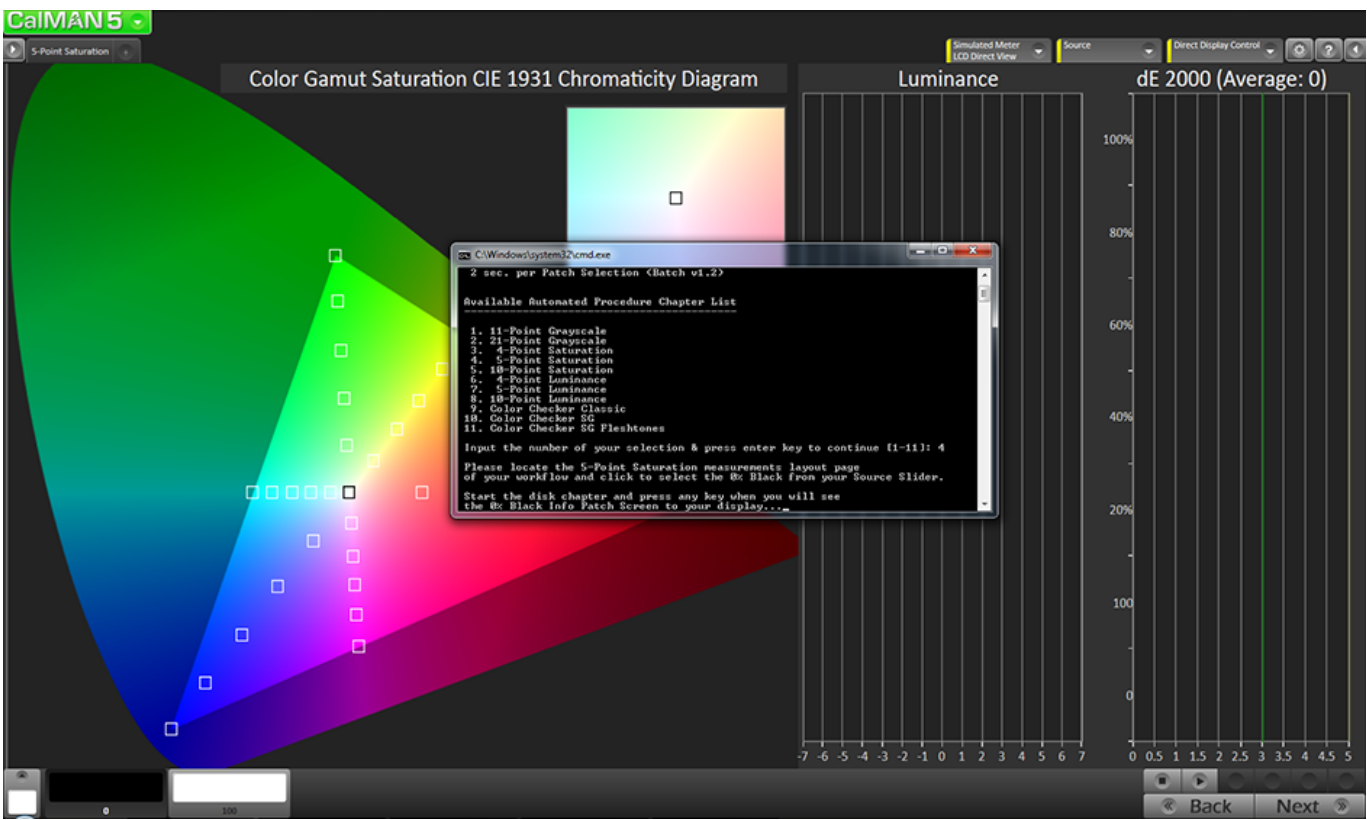 CalMAN 5
5-Point Saturation
Simulated Meter
LCD Direct View
Source
Direct Display Control
?
Color Gamut Saturation CIE 1931 Chromaticity Diagram
Luminance
dE 2000 (Average: 0)
C:\Windows\system32\cmd.exe
2 sec. per Patch Selection (Batch v1.2)
Available Automated Procedure Chapter List
1. 11-Point Grayscale
2. 21-Point Grayscale
3. 4-Point Saturation
4. 5-Point Saturation
5. 10-Point Saturation
6. 4-Point Luminance
7. 5-Point Luminance
8. 10-Point Luminance
9. Color Checker Classic
10. Color Checker SG
11. Color Checker SG Fleshtones
Input the number of your selection & press enter key to continue [1-11]: 4
Please locate the 5-Point Saturation measurements layout page
of your workflow and click to select the 0% Black from your Source Slider.
Start the disk chapter and press any key when you will see
the 0% Black Info Patch Screen to your display..._
100%
80%
60%
40%
20%
100
0
-7 -6 -5 -4 -3 -2 -1 0 1 2 3 4 5 6 7
0 0.5 1 1.5 2 2.5 3 3.5 4 4.5 5
0
100
Back
Next